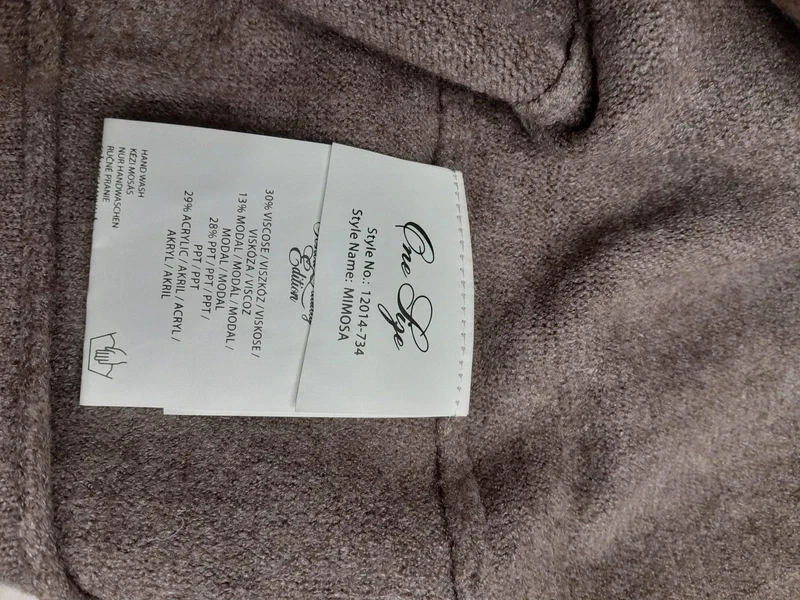 One Size
Style No.: 12014-734
Style Name: MIMOSA
Edition
30% VISCOSE / VISZKÓZ / VISKOSE /
VISKÓZA / VISCOZ
13% MODAL / MODAL / MODAL /
MODAL / MODAL
28% PPT / PPT / PPT /
PPT / PPT
29% ACRYLIC / AKRIL / ACRYL /
AKRYL / AKRIL
HAND WASH
KÉZI MOSÁS
NUR HANDWASCHEN
RUČNÉ PRANIE